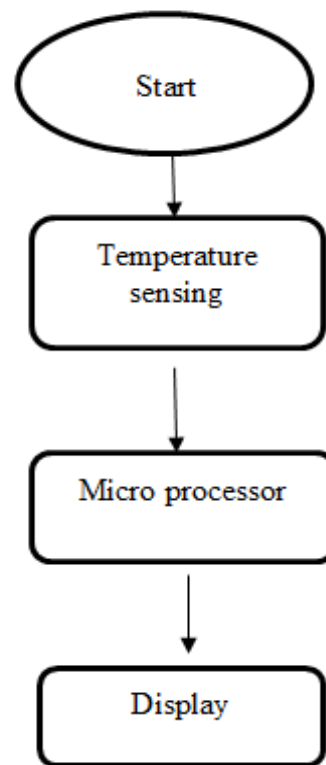 Start
Temperature
sensing
Micro processor
Display